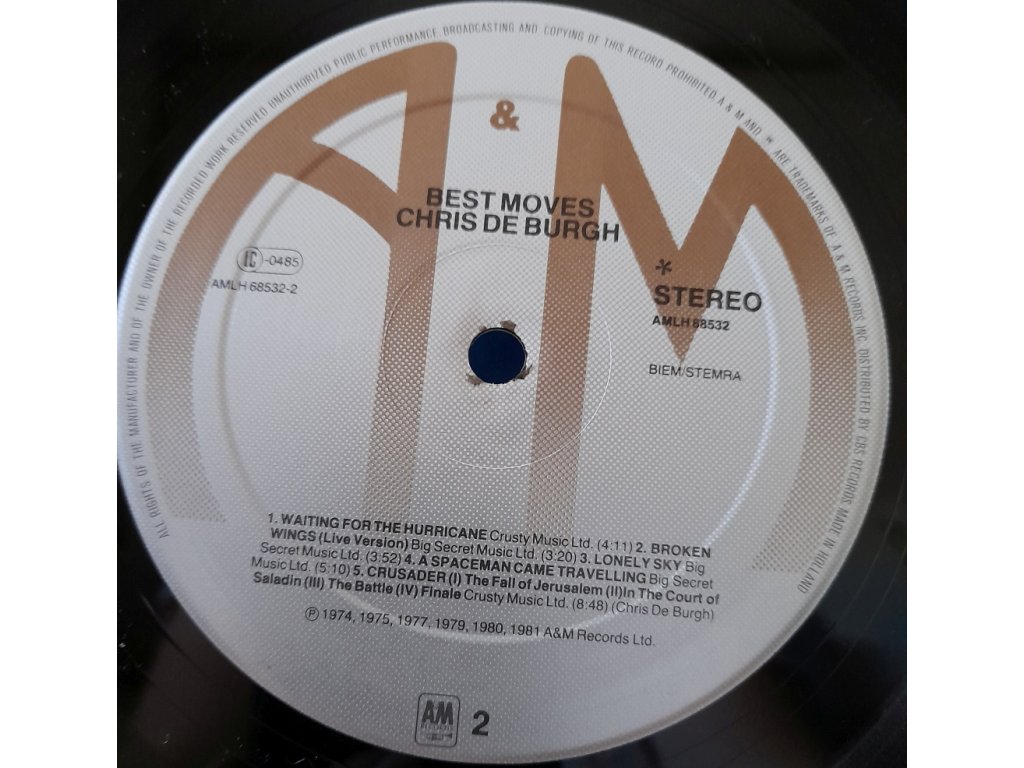 ALL RIGHTS OF THE MANUFACTURER AND OF THE OWNER OF THE RECORDED WORK RESERVED UNAUTHORIZED PUBLIC PERFORMANCE BROADCASTING AND COPYING OF THIS RECORD PROHIBITED A & M AND * ARE TRADEMARKS OF A & M RECORDS INC. DISTRIBUTED BY CBS RECORDS. MADE IN HOLLAND
A & M
BEST MOVES
CHRIS DE BURGH
IC-0485
AMLH 68532-2
* STEREO
AMLH 68532
BIEM/STEMRA
1. WAITING FOR THE HURRICANE Crusty Music Ltd. (4:11) 2. BROKEN
WINGS (Live Version) Big Secret Music Ltd. (3:20) 3. LONELY SKY Big
Secret Music Ltd. (3:52) 4. A SPACEMAN CAME TRAVELLING Big Secret
Music Ltd. (5:10) 5. CRUSADER (I) The Fall of Jerusalem (II)In The Court of
Saladin (III) The Battle (IV) Finale Crusty Music Ltd. (8:48) (Chris De Burgh)
℗ 1974, 1975, 1977, 1979, 1980, 1981 A&M Records Ltd.
AM
2